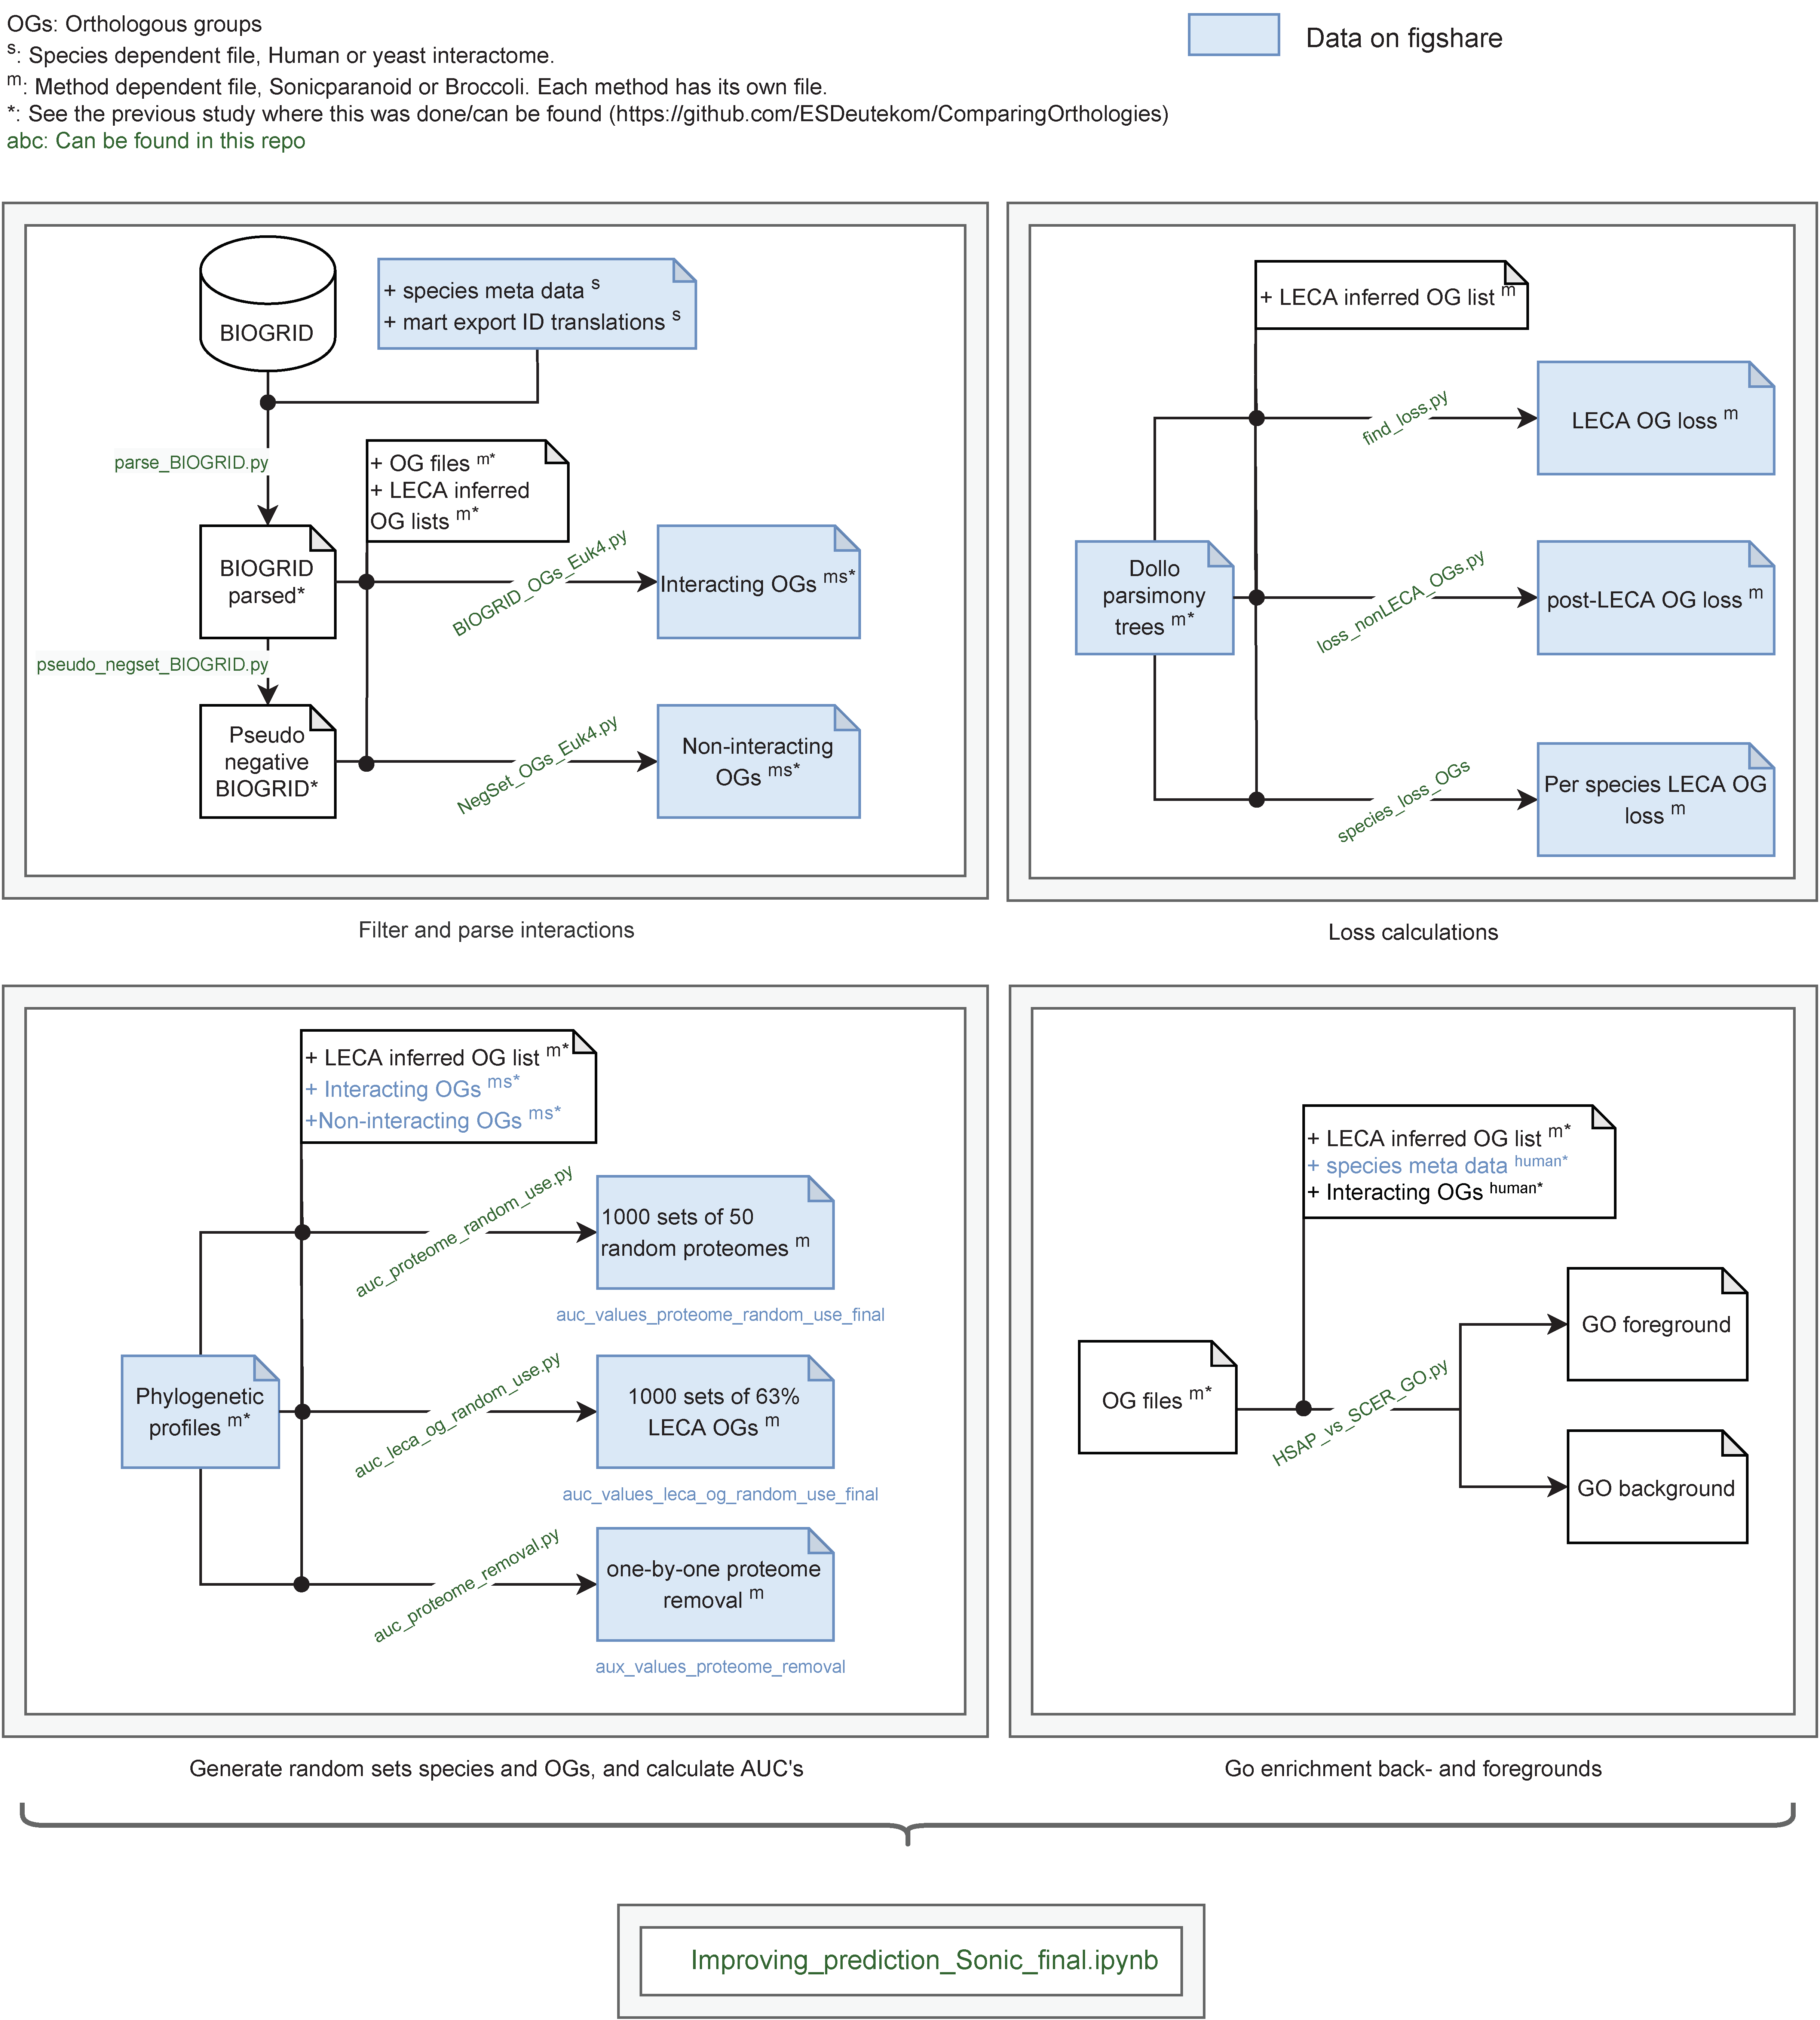 OGs: Orthologous groups
s: Species dependent file, Human or yeast interactome.
m: Method dependent file, Sonicparanoid or Broccoli. Each method has its own file.
*: See the previous study where this was done/can be found (https://github.com/ESDeutekom/ComparingOrthologies)
abc: Can be found in this repo
Data on figshare
BIOGRID
+ species meta data s
+ mart export ID translations s
parse_BIOGRID.py
+ OG files m*
+ LECA inferred
OG lists m*
BIOGRID
parsed*
BIOGRID_OGs_Euk4.py
Interacting OGs ms*
pseudo_negset_BIOGRID.py
Pseudo
negative
BIOGRID*
NegSet_OGs_Euk4.py
Non-interacting
OGs ms*
Filter and parse interactions
+ LECA inferred OG list m
find_loss.py
LECA OG loss m
Dollo
parsimony
trees m*
loss_nonLECA_OGs.py
post-LECA OG loss m
species_loss_OGs
Per species LECA OG
loss m
Loss calculations
+ LECA inferred OG list m*
+ Interacting OGs ms*
+Non-interacting OGs ms*
auc_proteome_random_use.py
1000 sets of 50
random proteomes m
auc_values_proteome_random_use_final
Phylogenetic
profiles m*
auc_leca_og_random_use.py
1000 sets of 63%
LECA OGs m
auc_values_leca_og_random_use_final
auc_proteome_removal.py
one-by-one proteome
removal m
aux_values_proteome_removal
Generate random sets species and OGs, and calculate AUC's
+ LECA inferred OG list m*
+ species meta data human*
+ Interacting OGs human*
OG files m*
HSAP_vs_SCER_GO.py
GO foreground
GO background
Go enrichment back- and foregrounds
Improving_prediction_Sonic_final.ipynb